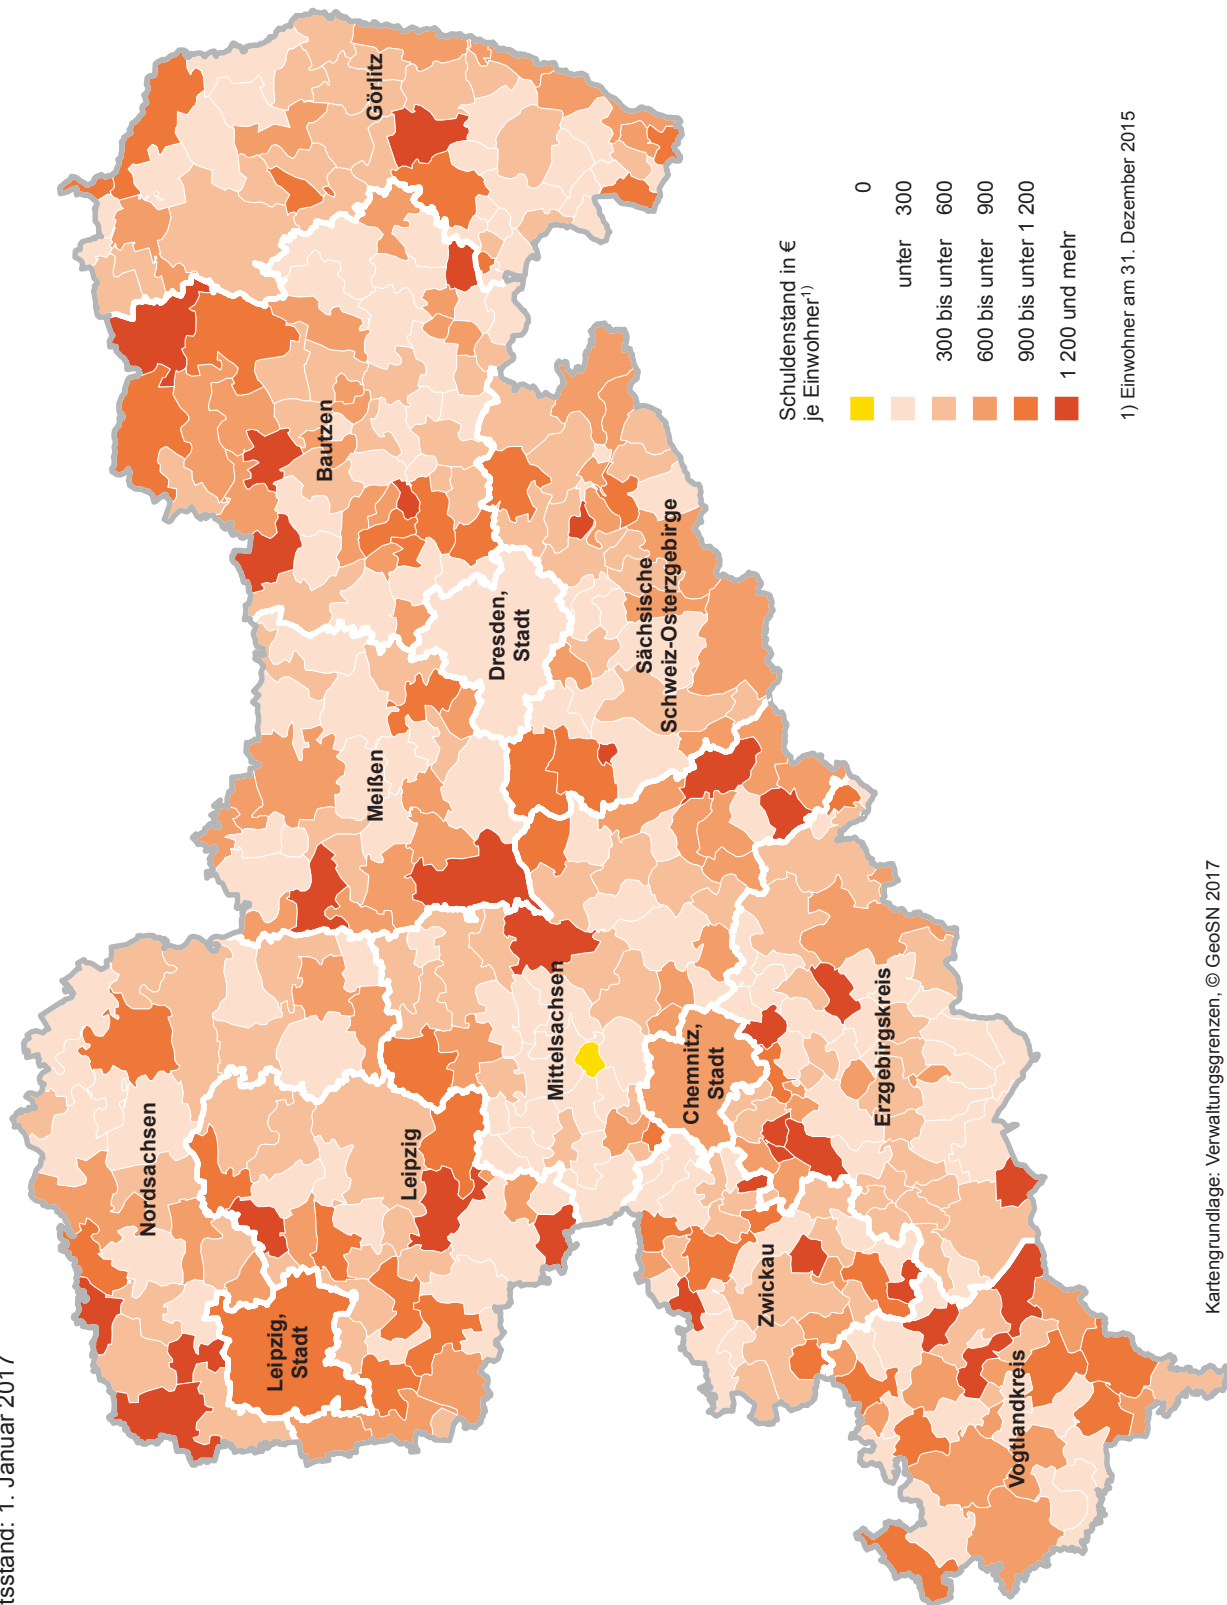 tsstand: 1. Januar 2017
Nordsachsen
Leipzig,
Stadt
Leipzig
Mittelsachsen
Meißen
Bautzen
Görlitz
Dresden,
Stadt
Sächsische
Schweiz-Osterzgebirge
Chemnitz,
Stadt
Zwickau
Erzgebirgskreis
Vogtlandkreis
Schuldenstand in €
je Einwohner1)
0
unter 300
300 bis unter 600
600 bis unter 900
900 bis unter 1 200
1 200 und mehr
1) Einwohner am 31. Dezember 2015
Kartengrundlage: Verwaltungsgrenzen, © GeoSN 2017